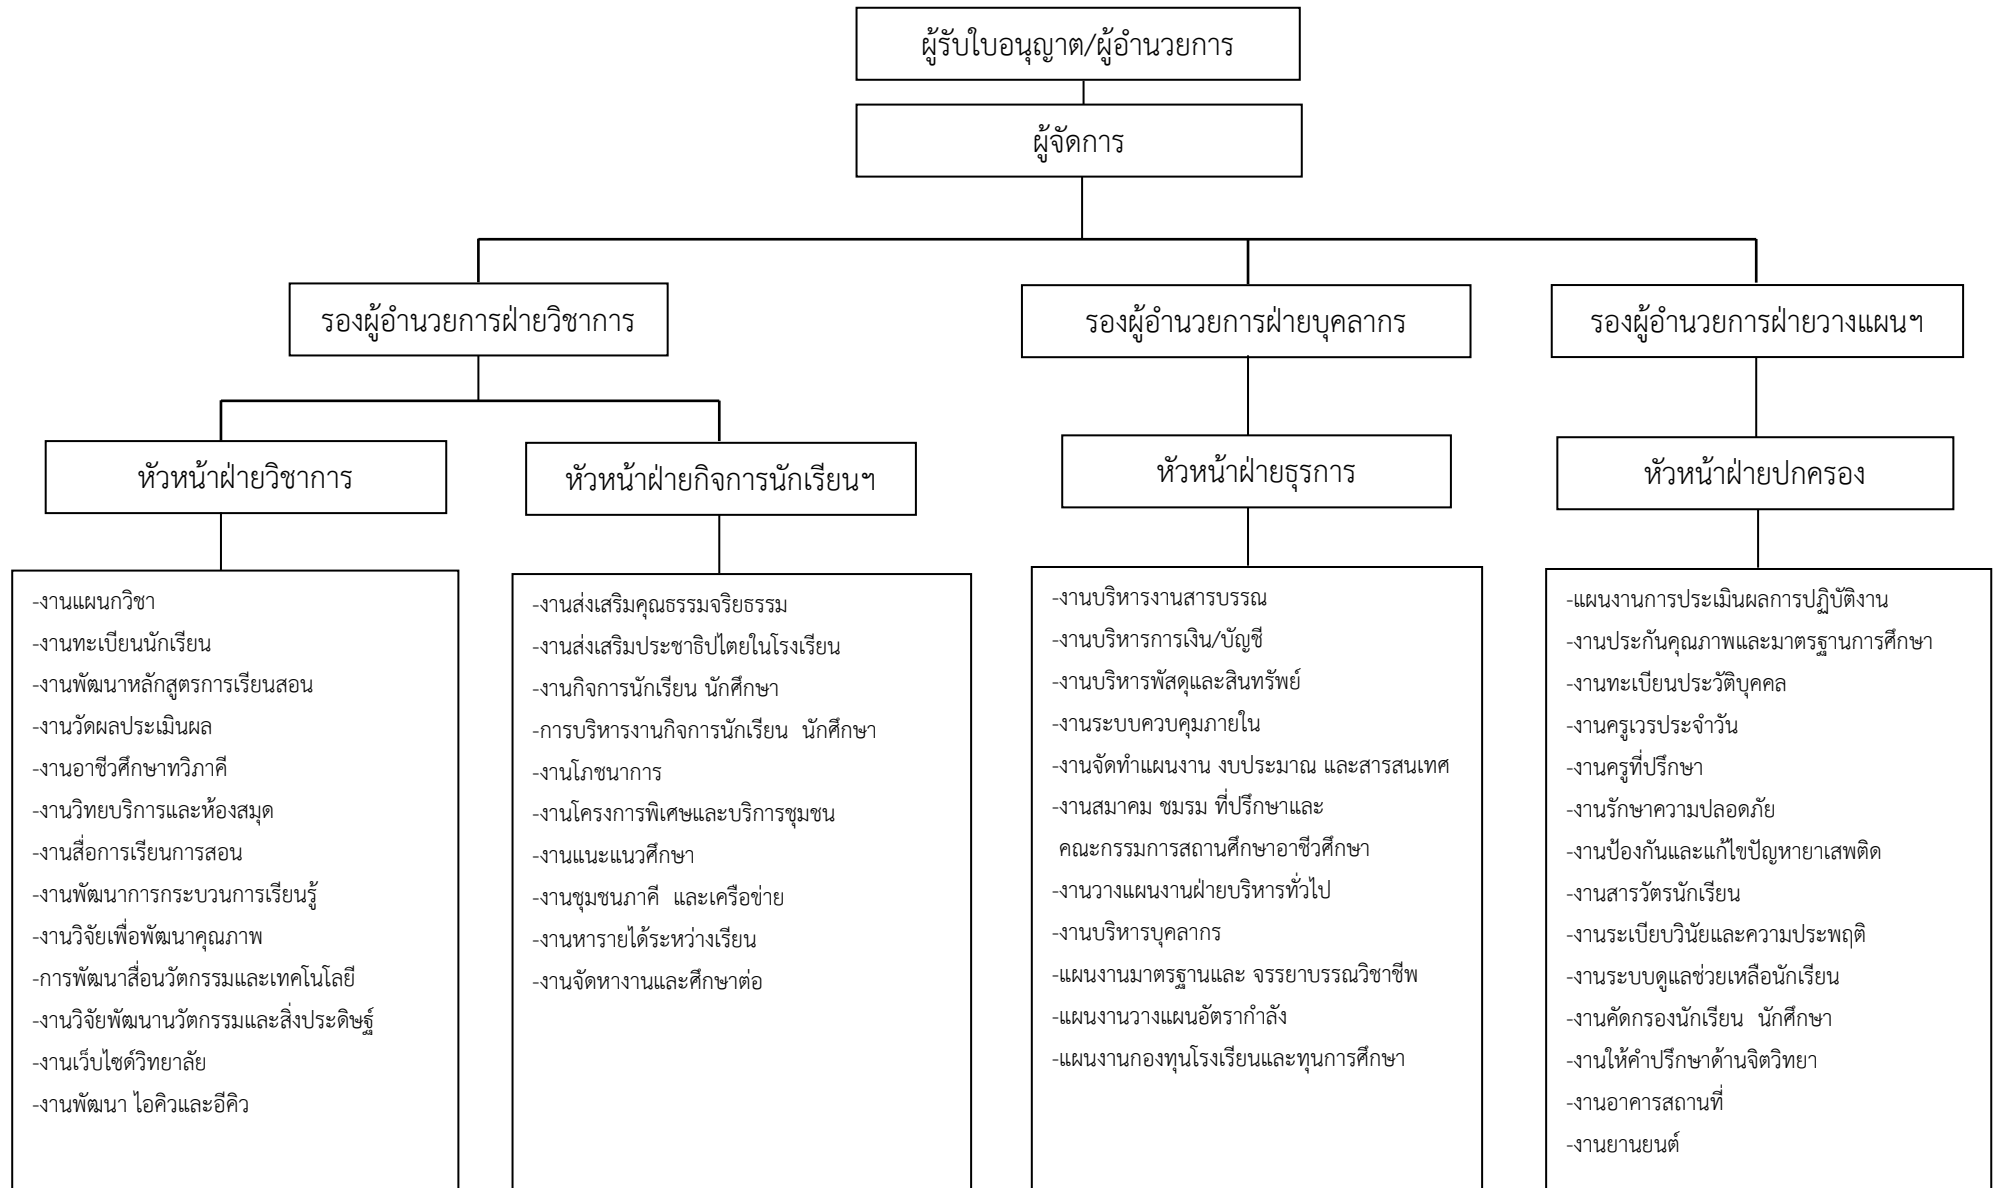 ผู้รับใบอนุญาต/ผู้อำนวยการ
ผู้จัดการ
รองผู้อำนวยการฝ่ายวิชาการ
รองผู้อำนวยการฝ่ายบุคลากร
รองผู้อำนวยการฝ่ายวางแผนฯ
หัวหน้าฝ่ายวิชาการ
หัวหน้าฝ่ายกิจการนักเรียนฯ
หัวหน้าฝ่ายธุรการ
หัวหน้าฝ่ายปกครอง
-งานแผนกวิชา
-งานทะเบียนนักเรียน
-งานพัฒนาหลักสูตรการเรียนสอน
-งานวัดผลประเมินผล
-งานอาชีวศึกษาทวิภาคี
-งานวิทยบริการและห้องสมุด
-งานสื่อการเรียนการสอน
-งานพัฒนาการกระบวนการเรียนรู้
-งานวิจัยเพื่อพัฒนาคุณภาพ
-การพัฒนาสื่อนวัตกรรมและเทคโนโลยี
-งานวิจัยพัฒนานวัตกรรมและสิ่งประดิษฐ์
-งานเว็บไซด์วิทยาลัย
-งานพัฒนา ไอคิวและอีคิว
-งานส่งเสริมคุณธรรมจริยธรรม
-งานส่งเสริมประชาธิปไตยในโรงเรียน
-งานกิจการนักเรียน นักศึกษา
-การบริหารงานกิจการนักเรียน  นักศึกษา
-งานโภชนาการ
-งานโครงการพิเศษและบริการชุมชน
-งานแนะแนวศึกษา
-งานชุมชนภาคี  และเครือข่าย
-งานหารายได้ระหว่างเรียน
-งานจัดหางานและศึกษาต่อ
-งานบริหารงานสารบรรณ
-งานบริหารการเงิน/บัญชี
-งานบริหารพัสดุและสินทรัพย์
-งานระบบควบคุมภายใน
-งานจัดทำแผนงาน งบประมาณ และสารสนเทศ
-งานสมาคม ชมรม ที่ปรึกษาและ
คณะกรรมการสถานศึกษาอาชีวศึกษา
-งานวางแผนงานฝ่ายบริหารทั่วไป
-งานบริหารบุคลากร
-แผนงานมาตรฐานและ จรรยาบรรณวิชาชีพ
-แผนงานวางแผนอัตรากำลัง
-แผนงานกองทุนโรงเรียนและทุนการศึกษา
-แผนงานการประเมินผลการปฏิบัติงาน
-งานประกันคุณภาพและมาตรฐานการศึกษา
-งานทะเบียนประวัติบุคคล
-งานครูเวรประจำวัน
-งานครูที่ปรึกษา
-งานรักษาความปลอดภัย
-งานป้องกันและแก้ไขปัญหายาเสพติด
-งานสารวัตรนักเรียน
-งานระเบียบวินัยและความประพฤติ
-งานระบบดูแลช่วยเหลือนักเรียน
-งานคัดกรองนักเรียน  นักศึกษา
-งานให้คำปรึกษาด้านจิตวิทยา
-งานอาคารสถานที่
-งานยานยนต์